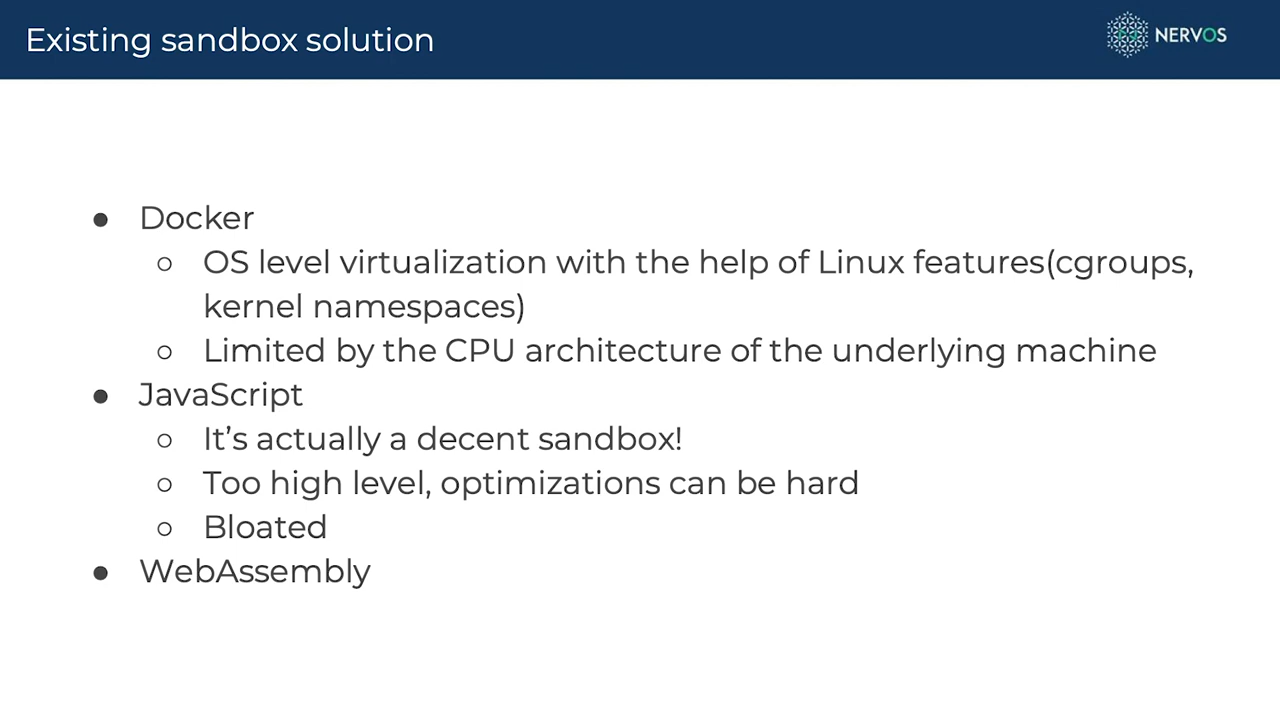 Existing sandbox solution
NERVOS
● Docker
○ OS level virtualization with the help of Linux features(cgroups,
kernel namespaces)
○ Limited by the CPU architecture of the underlying machine
● JavaScript
○ It’s actually a decent sandbox!
○ Too high level, optimizations can be hard
○ Bloated
● WebAssembly